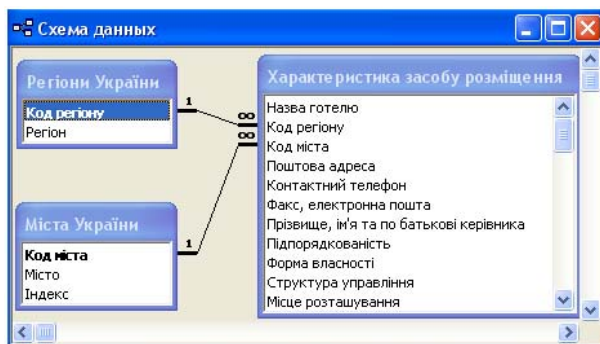 Схема данных
Регіони України
Код регіону
Регіон
1
∞
∞
Характеристика засобу розміщення
Назва готелю
Код регіону
Код міста
Поштова адреса
Контактний телефон
Факс, електронна пошта
Прізвище, ім'я та по батькові керівника
Підпорядкованість
Форма власності
Структура управління
Місце розташування
Міста України
Код міста
Місто
Індекс
1